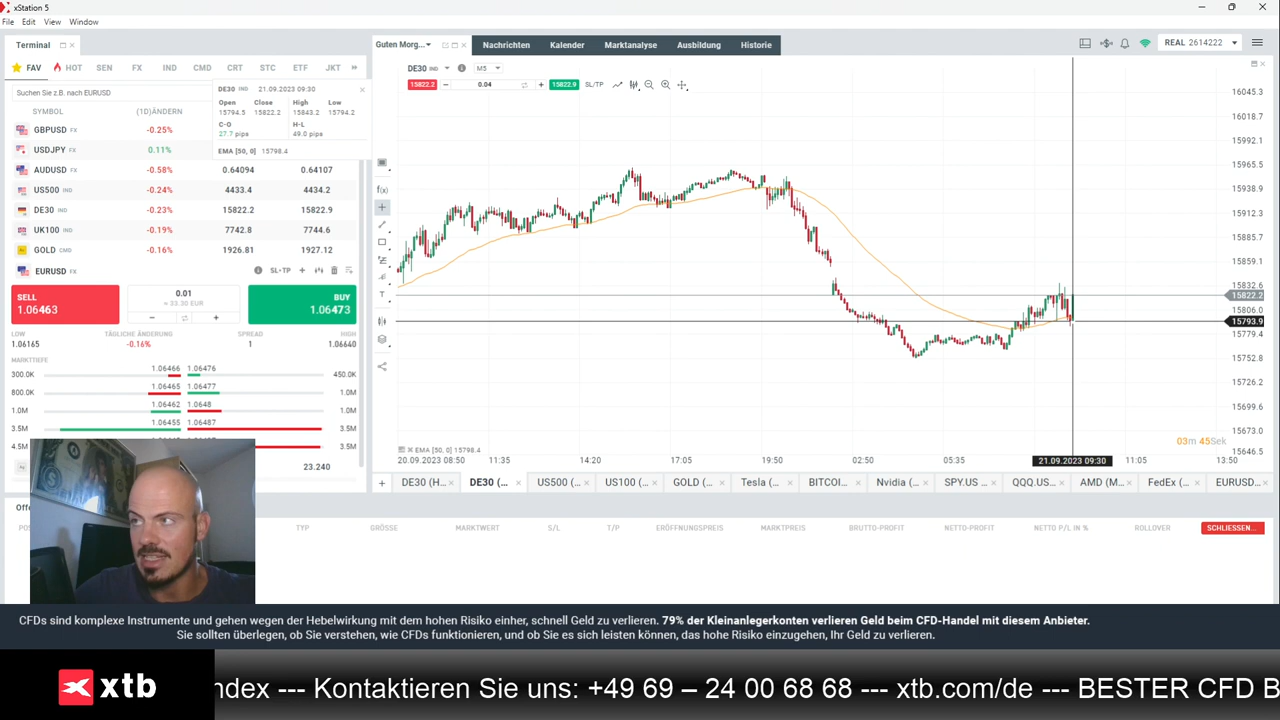 xStation 5
File Edit View Window
Terminal
FAV HOT SEN FX IND CMD CRT STC ETF JKT
Suchen Sie z.B. nach EURUSD
SYMBOL (1D)ÄNDERN
GBPUSD FX -0.25%
USDJPY FX 0.11%
AUDUSD FX -0.58% 0.64094 0.64107
US500 IND -0.24% 4433.4 4434.2
DE30 IND -0.23% 15822.2 15822.9
UK100 IND -0.19% 7742.8 7744.6
GOLD CMD -0.16% 1926.81 1927.12
EURUSD FX SL•TP
SELL
1.06463
0.01
≈ 33.30 EUR
BUY
1.06473
LOW TÄGLICHE ÄNDERUNG SPREAD HIGH
1.06165 -0.16% 1 1.06640
MARKTTIEFE
300.0K 1.06466 1.06476 450.0K
800.0K 1.06465 1.06477 1.0M
1.0M 1.06462 1.0648 1.0M
3.5M 1.06455 1.06487 3.5M
4.5M 3.5M
23.240
DE30 IND 21.09.2023 09:30
Open Close High Low
15794.5 15822.2 15843.2 15794.2
C-O H-L
27.7 pips 49.0 pips
EMA [50, 0] 15798.4
Guten Morg... Nachrichten Kalender Marktanalyse Ausbildung Historie
REAL 2614222
DE30 IND M5
15822.2 0.04 15822.9 SL/TP
f(x)
T
16045.3
16018.7
15992.1
15965.5
15938.9
15912.3
15885.7
15859.1
15832.6
15822.2
15806.0
15793.9
15779.4
15752.8
15726.2
15699.6
15673.0
15646.5
03m 45Sek
EMA [50, 0] 15798.4
20.09.2023 08:50 11:35 14:20 17:05 19:50 02:50 05:35 21.09.2023 09:30 11:05 13:50
DE30 (H... DE30 (... US500 (... US100 (... GOLD (... Tesla (... BITCOI... Nvidia (... SPY.US ... QQQ.US... AMD (M... FedEx (... EURUSD...
Offe
POS TYP GRÖSSE MARKTWERT S/L T/P ERÖFFNUNGSPREIS MARKTPREIS BRUTTO-PROFIT NETTO-PROFIT NETTO P/L IN % ROLLOVER SCHLIESSEN...
CFDs sind komplexe Instrumente und gehen wegen der Hebelwirkung mit dem hohen Risiko einher, schnell Geld zu verlieren. 79% der Kleinanlegerkonten verlieren Geld beim CFD-Handel mit diesem Anbieter.
Sie sollten überlegen, ob Sie verstehen, wie CFDs funktionieren, und ob Sie es sich leisten können, das hohe Risiko einzugehen, Ihr Geld zu verlieren.
xtb
ndex --- Kontaktieren Sie uns: +49 69 – 24 00 68 68 --- xtb.com/de --- BESTER CFD B